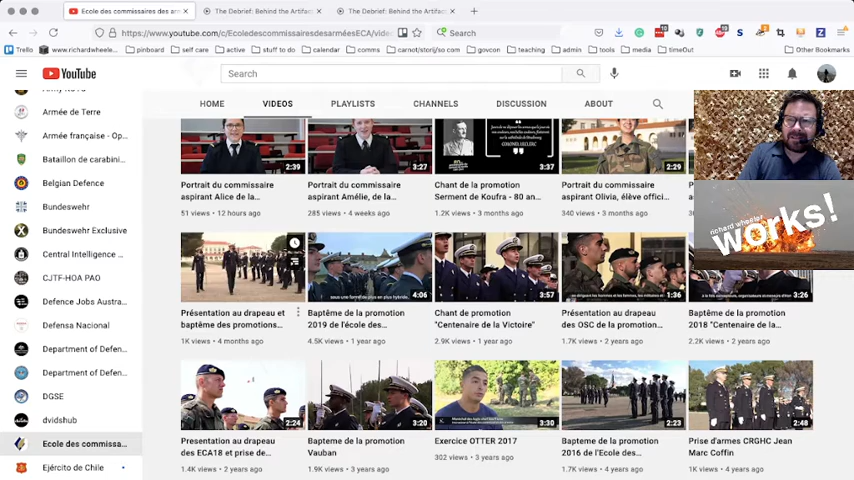 Ecole des commissaires des arm
The Debrief: Behind the Artifac
The Debrief: Behind the Artifac
https://www.youtube.com/c/EcoledescommissairesdesarméesECA/vide
Search
Trello
www.richardwheele...
pinboard
self care
active
stuff to do
calendar
comms
carnot/storij/so com
govcon
teaching
admin
tools
media
timeOut
Other Bookmarks
YouTube
Search
HOME
VIDEOS
PLAYLISTS
CHANNELS
DISCUSSION
ABOUT
Armée de Terre
Armée française - Op...
Bataillon de carabini...
Belgian Defence
Bundeswehr
Bundeswehr Exclusive
Central Intelligence ...
CJTF-HOA PAO
Defence Jobs Austra...
Defensa Nacional
Department of Defen...
Department of Defen...
DGSE
dvidshub
Ecole des commissa...
Ejército de Chile
2:39
3:27
3:37
2:29
COLONEL LECLERC
Portrait du commissaire
aspirant Alice de la...
51 views • 12 hours ago
Portrait du commissaire
aspirant Amélie, de la...
285 views • 4 weeks ago
Chant de la promotion
Serment de Koufra - 80 an...
1.2K views • 3 months ago
Portrait du commissaire
aspirant Olivia, élève offici...
340 views • 3 months ago
richard wheeler
works!
4:06
3:57
1:36
3:26
Présentation au drapeau et
baptême des promotions...
1K views • 4 months ago
Baptême de la promotion
2019 de l'école des...
4.5K views • 1 year ago
Chant de promotion
"Centenaire de la Victoire"
2.9K views • 1 year ago
Présentation au drapeau
des OSC de la promotion...
1.7K views • 2 years ago
Baptême de la promotion
2018 "Centenaire de la...
2.2K views • 2 years ago
2:24
3:20
3:30
2:23
2:48
Presentation au drapeau
des ECA18 et prise de...
1.4K views • 2 years ago
Bapteme de la promotion
Vauban
1.9K views • 3 years ago
Exercice OTTER 2017
302 views • 3 years ago
Bapteme de la promotion
2016 de l'Ecole des...
1.7K views • 4 years ago
Prise d'armes CRGHC Jean
Marc Coffin
1K views • 4 years ago